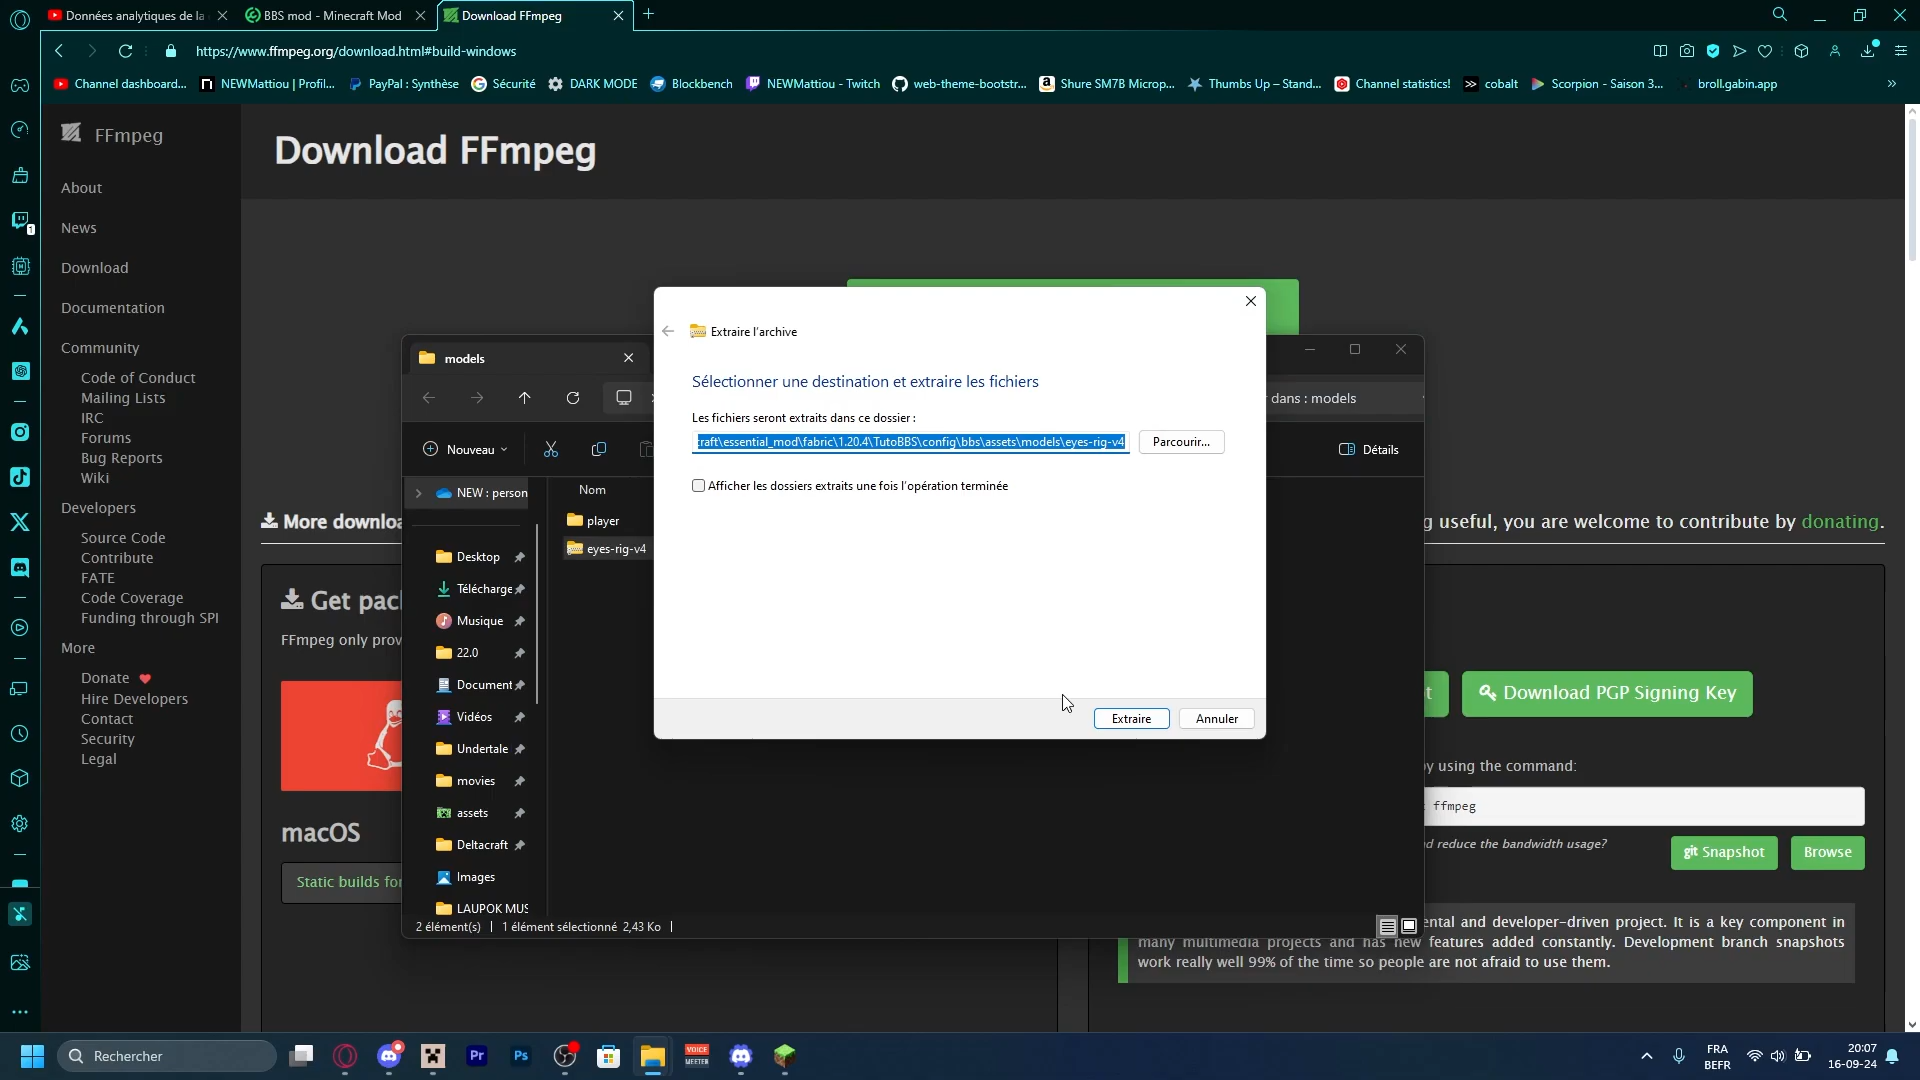 Données analytiques de la
BBS mod - Minecraft Mod
Download FFmpeg
https://www.ffmpeg.org/download.html#build-windows
Channel dashboard...
NEWMattiou | Profil...
PayPal : Synthèse
Sécurité
DARK MODE
Blockbench
NEWMattiou - Twitch
web-theme-bootstr...
Shure SM7B Microp...
Thumbs Up – Stand...
Channel statistics!
cobalt
Scorpion - Saison 3...
broll.gabin.app
FFmpeg
Download FFmpeg
About
News
Download
Documentation
Community
Code of Conduct
Mailing Lists
IRC
Forums
Bug Reports
Wiki
Developers
Source Code
Contribute
FATE
Code Coverage
Funding through SPI
More
Donate
Hire Developers
Contact
Security
Legal
More downloa
g useful, you are welcome to contribute by donating.
Get pac
FFmpeg only prov
macOS
Static builds for
Download PGP Signing Key
by using the command:
ffmpeg
d reduce the bandwidth usage?
git Snapshot
Browse
ental and developer-driven project. It is a key component in
many multimedia projects and has new features added constantly. Development branch snapshots
work really well 99% of the time so people are not afraid to use them.
models
dans : models
Nouveau
Détails
NEW : person
Nom
player
eyes-rig-v4
Desktop
Télécharge
Musique
22.0
Document
Vidéos
Undertale
movies
assets
Deltacraft
Images
LAUPOK MUS
2 élément(s)
1 élément sélectionné 2,43 Ko
Extraire l'archive
Sélectionner une destination et extraire les fichiers
Les fichiers seront extraits dans ce dossier :
craft\essential_mod\fabric\1.20.4\TutoBBS\config\bbs\assets\models\eyes-rig-v4
Parcourir...
Afficher les dossiers extraits une fois l'opération terminée
Extraire
Annuler
1
Rechercher
Pr
Ps
VOICE
MEETER
FRA
BEFR
20:07
16-09-24